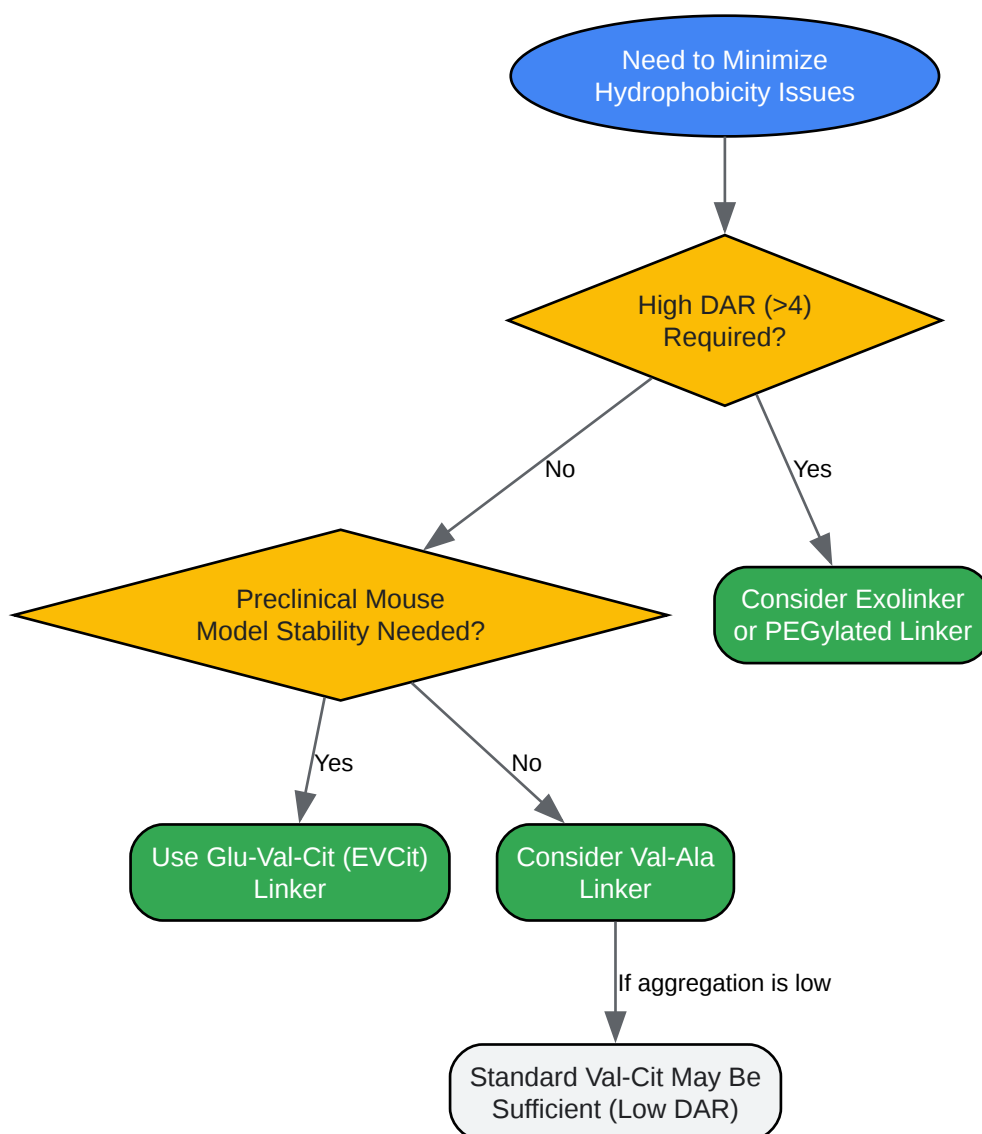 Need to Minimize
Hydrophobicity Issues
High DAR (>4)
Required?
No
Yes
Preclinical Mouse
Model Stability Needed?
Consider Exolinker
or PEGylated Linker
Yes
No
Use Glu-Val-Cit (EVCit)
Linker
Consider Val-Ala
Linker
If aggregation is low
Standard Val-Cit May Be
Sufficient (Low DAR)